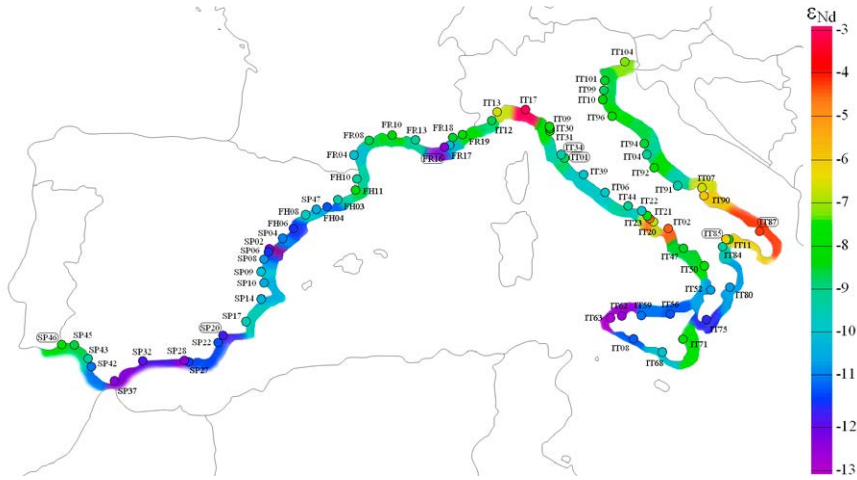 εNd
-3
-4
-5
-6
-7
-8
-9
-10
-11
-12
-13
IT104
IT101
IT99
IT10
IT96
IT94
IT04
IT92
IT91
IT07
IT90
IT87
IT85
IT11
IT84
IT80
IT75
IT52
IT50
IT47
IT02
IT20
IT21
IT23
IT22
IT44
IT06
IT39
IT01
IT34
IT31
IT30
IT09
IT17
IT13
IT12
FR19
FR18
FR17
FR16
FR13
FR10
FR08
FR04
FH10
FH11
FH03
FH04
SP47
FH08
FH06
SP04
SP02
SP06
SP08
SP09
SP10
SP14
SP17
SP20
SP22
SP27
SP28
SP32
SP37
SP42
SP43
SP45
SP46
IT63
IT62
IT59
IT56
IT08
IT68
IT71